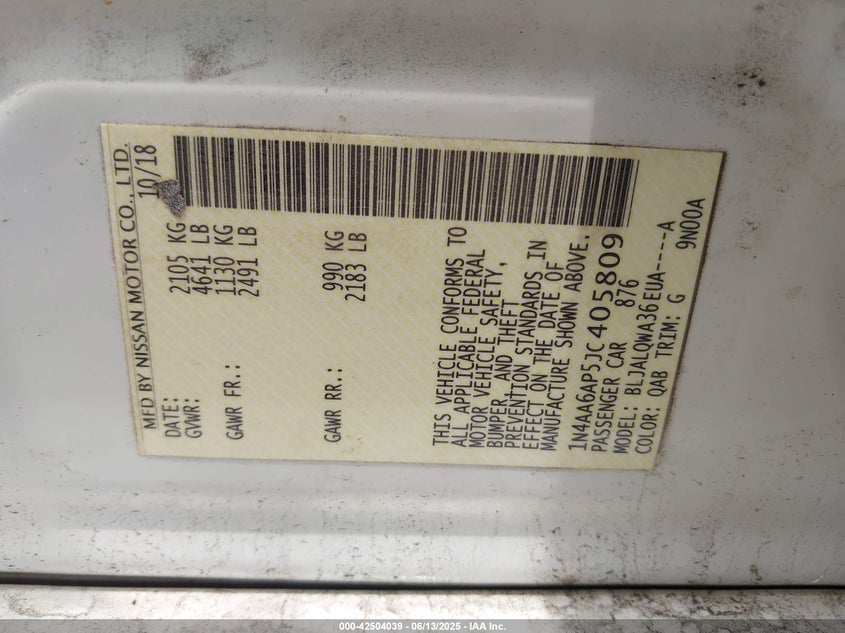 MFD BY NISSAN MOTOR CO., LTD.
DATE: 10/18
GVWR: 2105 KG
4641 LB
GAWR FR.: 1130 KG
2491 LB
GAWR RR.: 990 KG
2183 LB
THIS VEHICLE CONFORMS TO
ALL APPLICABLE FEDERAL
MOTOR VEHICLE SAFETY,
BUMPER, AND THEFT
PREVENTION STANDARDS IN
EFFECT ON THE DATE OF
MANUFACTURE SHOWN ABOVE.
1N4AA6AP5JC405809
PASSENGER CAR 876
MODEL: BLJALQWA36EUA----A
COLOR: QAB TRIM: G 9N00A
000-42504039 - 06/13/2025 - IAA Inc.